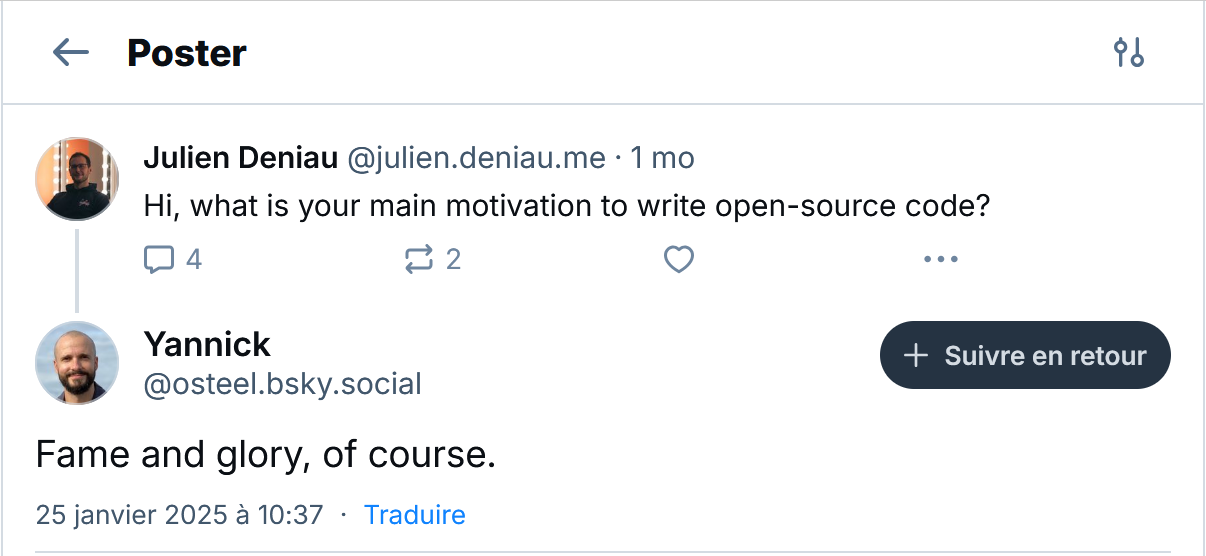 Poster
Julien Deniau @julien.deniau.me · 1 mo
Hi, what is your main motivation to write open-source code?
4 2
Yannick
@osteel.bsky.social
+ Suivre en retour
Fame and glory, of course.
25 janvier 2025 à 10:37 · Traduire